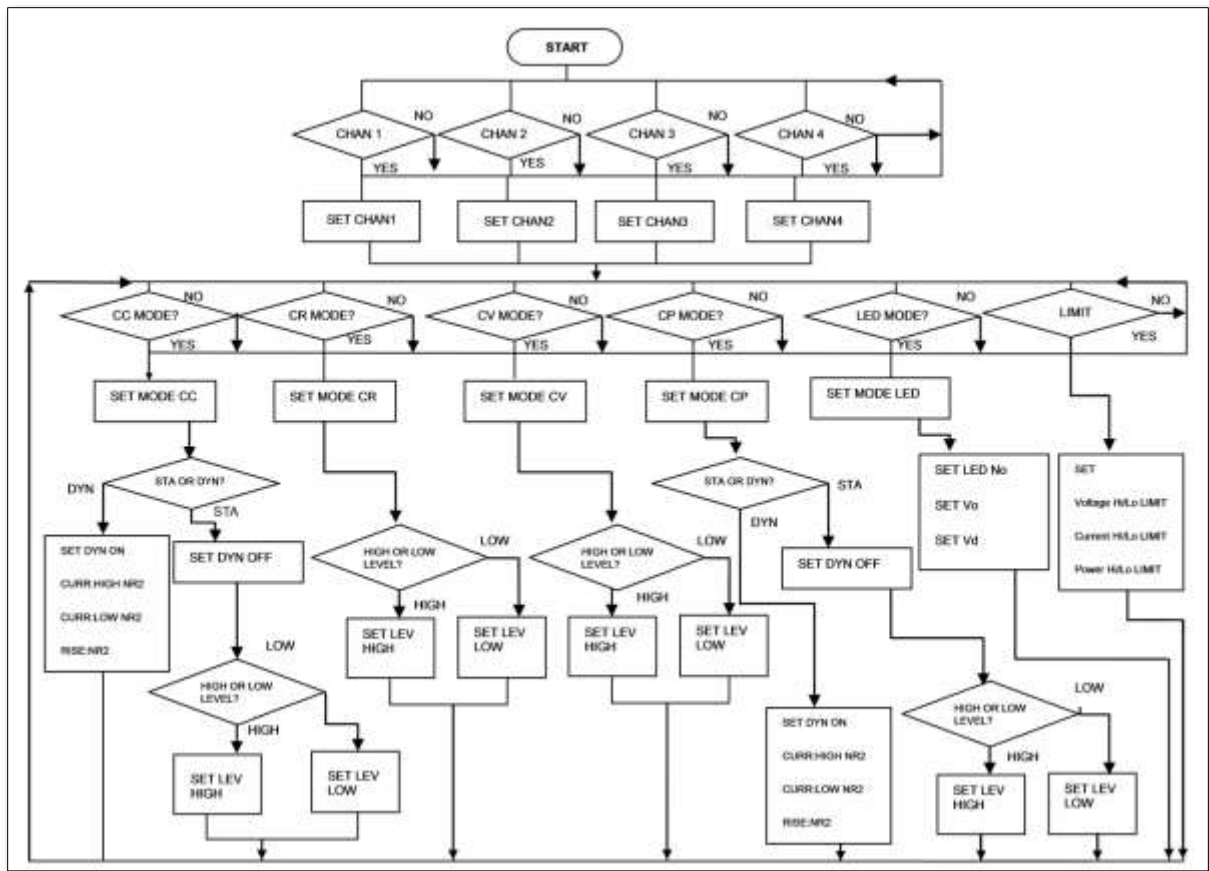 START
NO
NO
NO
NO
CHAN 1
CHAN 2
CHAN 3
CHAN 4
YES
YES
YES
YES
SET CHAN1
SET CHAN2
SET CHAN3
SET CHAN4
NO
NO
NO
NO
NO
NO
CC MODE?
CR MODE?
CV MODE?
CP MODE?
LED MODE?
LIMIT
YES
YES
YES
YES
YES
YES
SET MODE CC
SET MODE CR
SET MODE CV
SET MODE CP
SET MODE LED
DYN
STA OR DYN?
STA
SET DYN ON
CURR:HIGH NR2
CURR:LOW NR2
RISE:NR2
SET DYN OFF
LOW
HIGH OR LOW
LEVEL?
HIGH
SET LEV
HIGH
SET LEV
LOW
HIGH OR LOW
LEVEL?
LOW
HIGH
SET LEV
HIGH
SET LEV
LOW
HIGH OR LOW
LEVEL?
LOW
HIGH
SET LEV
HIGH
SET LEV
LOW
STA OR DYN?
STA
DYN
SET DYN OFF
SET DYN ON
CURR:HIGH NR2
CURR:LOW NR2
RISE:NR2
HIGH OR LOW
LEVEL?
LOW
HIGH
SET LEV
HIGH
SET LEV
LOW
SET LED No
SET Vo
SET Vd
SET
Voltage Hi/Lo LIMIT
Current Hi/Lo LIMIT
Power Hi/Lo LIMIT